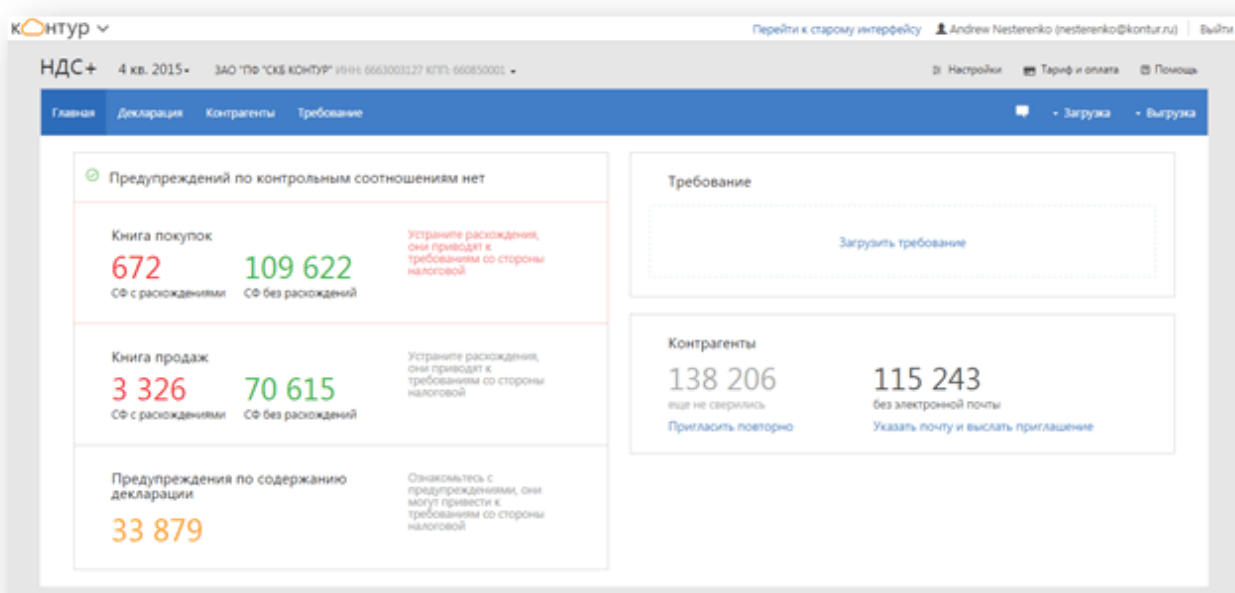 контур
Перейти к старому интерфейсу Andrew Nesterenko (nesterenko@kontur.ru) Выйти
НДС+ 4 кв. 2015 ЗАО "ПФ "СКБ КОНТУР" ИНН: 6663003127 КПП: 660850001 Настройки Тариф и оплата Помощь
Главная Декларация Контрагенты Требование Загрузка Выгрузка
Предупреждений по контрольным соотношениям нет
Книга покупок
672 109 622
СФ с расхождениями СФ без расхождений
Устраните расхождения,
они приводят к
требованиям со стороны
налоговой
Книга продаж
3 326 70 615
СФ с расхождениями СФ без расхождений
Устраните расхождения,
они приводят к
требованиям со стороны
налоговой
Предупреждения по содержанию
декларации
33 879
Ознакомьтесь с
предупреждениями, они
могут привести к
требованиям со стороны
налоговой
Требование
Загрузить требование
Контрагенты
138 206 115 243
еще не сверились без электронной почты
Пригласить повторно Указать почту и выслать приглашение